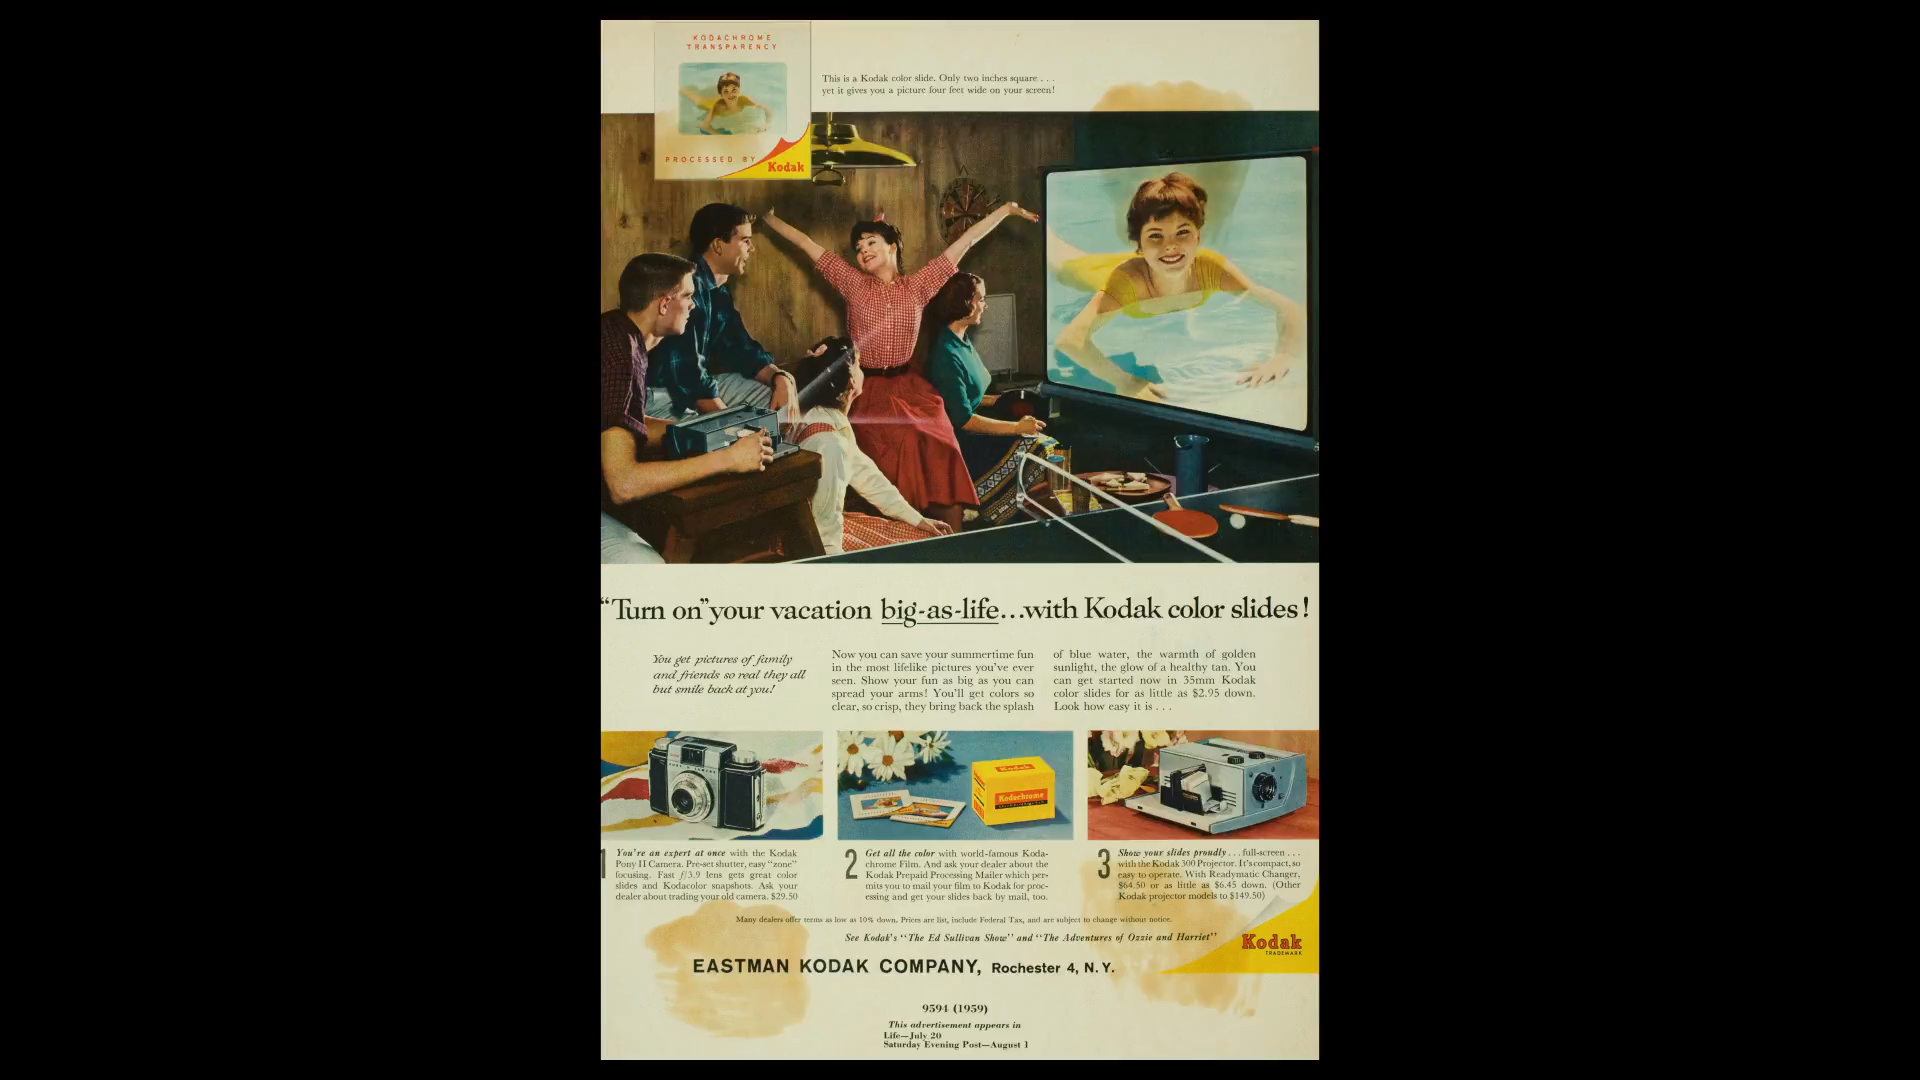 KODACHROME
TRANSPARENCY
PROCESSED BY
Kodak
This is a Kodak color slide. Only two inches square . . .
yet it gives you a picture four feet wide on your screen!
“Turn on” your vacation big-as-life...with Kodak color slides!
You get pictures of family
and friends so real they all
but smile back at you!
Now you can save your summertime fun
in the most lifelike pictures you’ve ever
seen. Show your fun as big as you can
spread your arms! You’ll get colors so
clear, so crisp, they bring back the splash
of blue water, the warmth of golden
sunlight, the glow of a healthy tan. You
can get started now in 35mm Kodak
color slides for as little as $2.95 down.
Look how easy it is . . .
Kodak
Kodachrome
1
You’re an expert at once with the Kodak
Pony II Camera. Pre-set shutter, easy “zone”
focusing. Fast f/3.9 lens gets great color
slides and Kodacolor snapshots. Ask your
dealer about trading your old camera. $29.50
2
Get all the color with world-famous Koda-
chrome Film. And ask your dealer about the
Kodak Prepaid Processing Mailer which per-
mits you to mail your film to Kodak for proc-
essing and get your slides back by mail, too.
3
Show your slides proudly . . . full-screen . . .
with the Kodak 300 Projector. It’s compact, so
easy to operate. With Readymatic Changer,
$64.50 or as little as $6.45 down. (Other
Kodak projector models to $149.50)
Many dealers offer terms as low as 10% down. Prices are list, include Federal Tax, and are subject to change without notice.
See Kodak’s “The Ed Sullivan Show” and “The Adventures of Ozzie and Harriet”
Kodak
TRADEMARK
EASTMAN KODAK COMPANY, Rochester 4, N. Y.
9594 (1959)
This advertisement appears in
Life—July 20
Saturday Evening Post—August 1